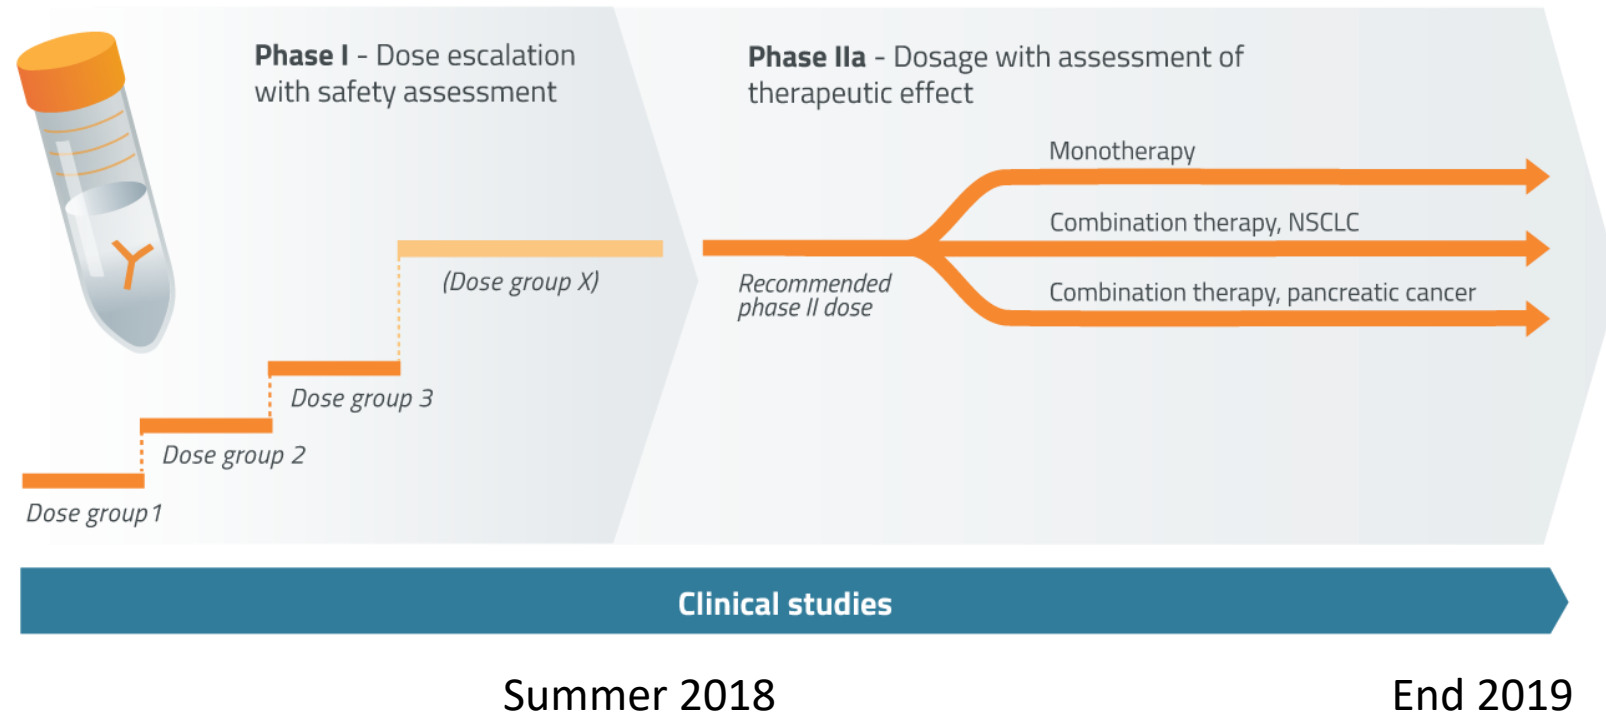 Phase I - Dose escalation
with safety assessment
Phase IIa - Dosage with assessment of
therapeutic effect
Monotherapy
Combination therapy, NSCLC
Combination therapy, pancreatic cancer
Recommended
phase II dose
(Dose group X)
Dose group 3
Dose group 2
Dose group 1
Clinical studies
Summer 2018
End 2019